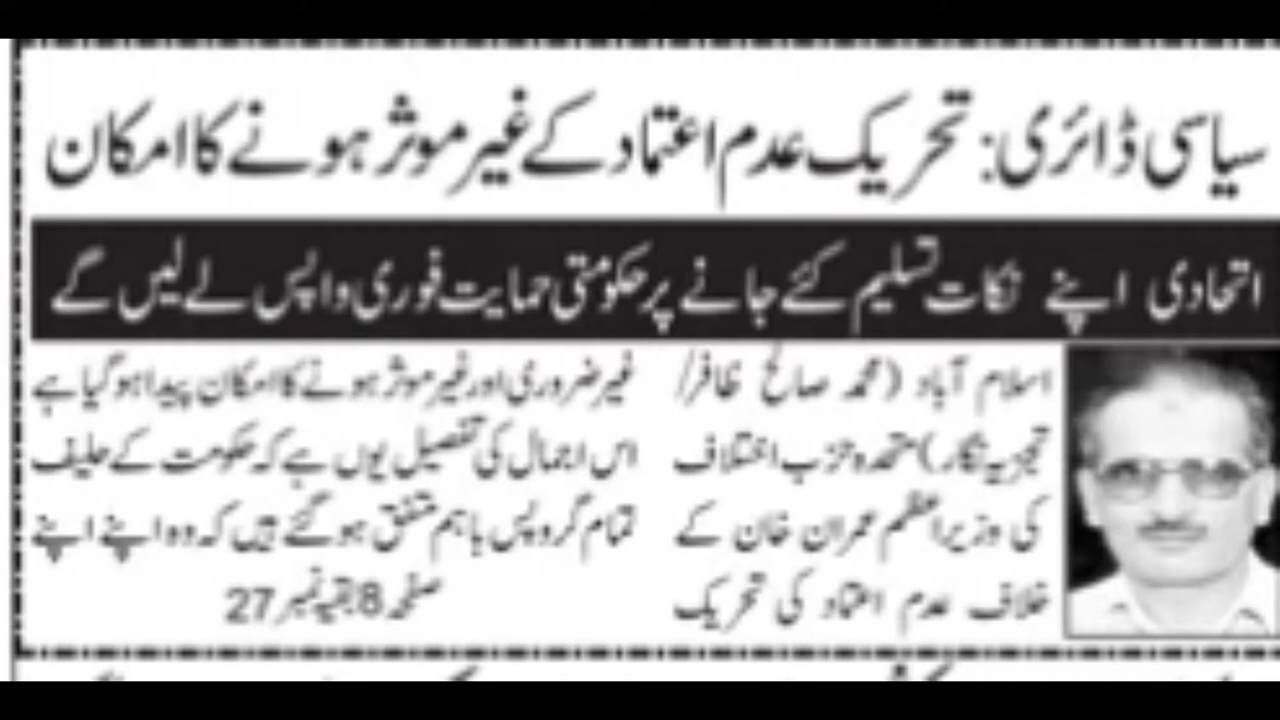 سیاسی ڈائری: تحریک عدم اعتماد کے غیر موثر ہونے کا امکان
اتحادی اپنے نکات تسلیم کئے جانے پر حکومتی حمایت فوری واپس لے لیں گے
اسلام آباد (محمد صالح ظافر/
تجزیہ نگار) متحدہ حزب اختلاف
کی وزیراعظم عمران خان کے
خلاف عدم اعتماد کی تحریک
غیر ضروری اور غیر موثر ہونے کا امکان پیدا ہو گیا ہے
اس اجمال کی تفصیل یوں ہے کہ حکومت کے حلیف
تمام گروپس باہم متفق ہو گئے ہیں کہ وہ اپنے اپنے
صفحہ 8 بقیہ نمبر 27